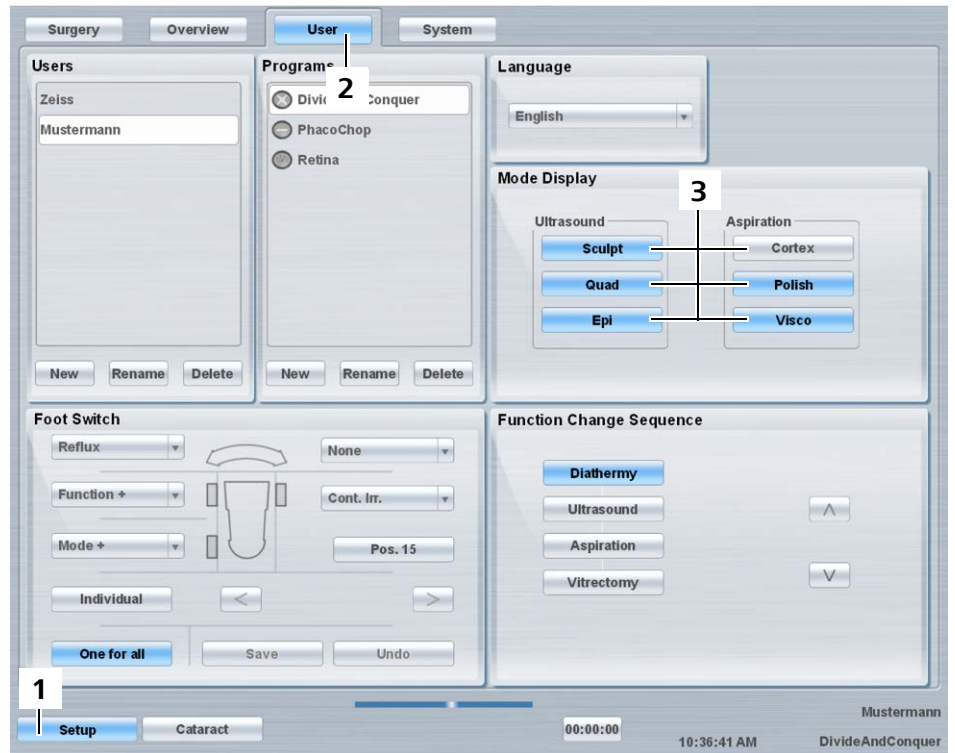 Surgery
Overview
User
System
2
Users
Zeiss
Mustermann
New
Rename
Delete
Programs
Conquer
PhacoChop
Retina
New
Rename
Delete
Language
English
Mode Display
3
Ultrasound
Sculpt
Quad
Epi
Aspiration
Cortex
Polish
Visco
Foot Switch
Reflux
None
Function +
Cont. Irr.
Mode +
Pos. 15
Individual
<
>
One for all
Save
Undo
Function Change Sequence
Diathermy
Ultrasound
Aspiration
Vitrectomy
1
Setup
Cataract
00:00:00
10:36:41 AM
Mustermann
DivideAndConquer